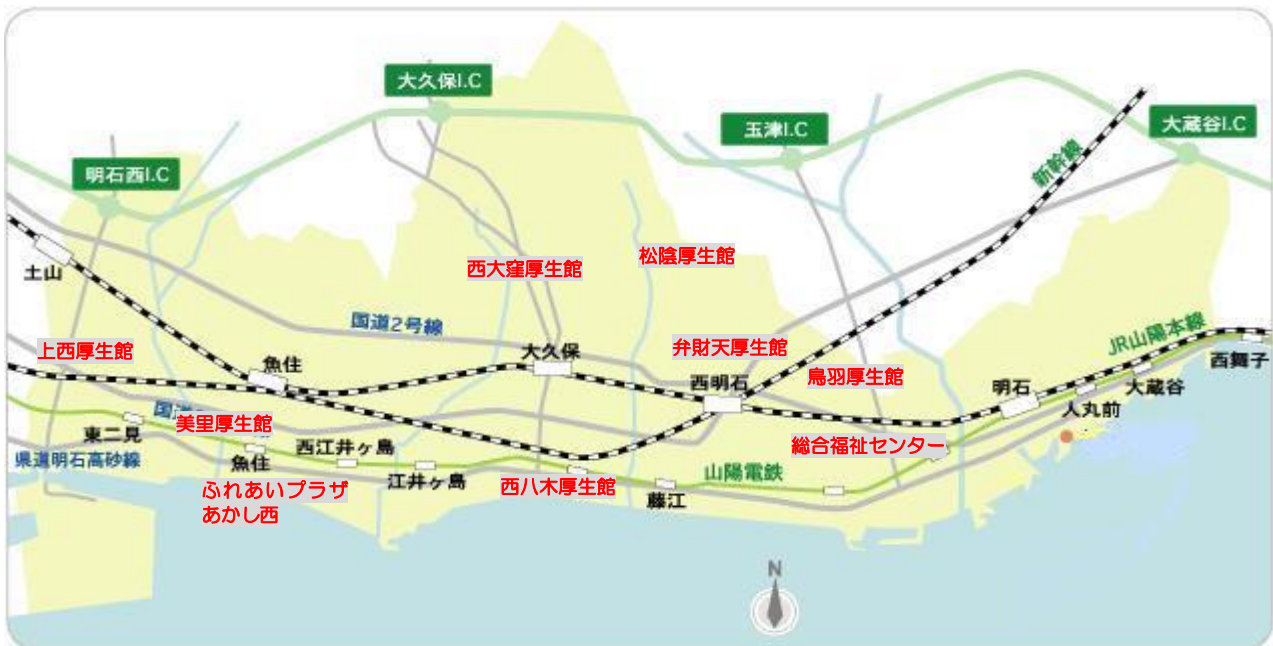 大久保I.C
玉津I.C
大蔵谷I.C
明石西I.C
新幹線
土山
西大窪厚生館
松陰厚生館
国道2号線
上西厚生館
魚住
大久保
弁財天厚生館
鳥羽厚生館
西明石
JR山陽本線
西舞子
明石
大蔵谷
人丸前
国道
美里厚生館
東二見
西江井ヶ島
総合福祉センター
県道明石高砂線
魚住
江井ヶ島
山陽電鉄
ふれあいプラザ
あかし西
西八木厚生館
藤江
N